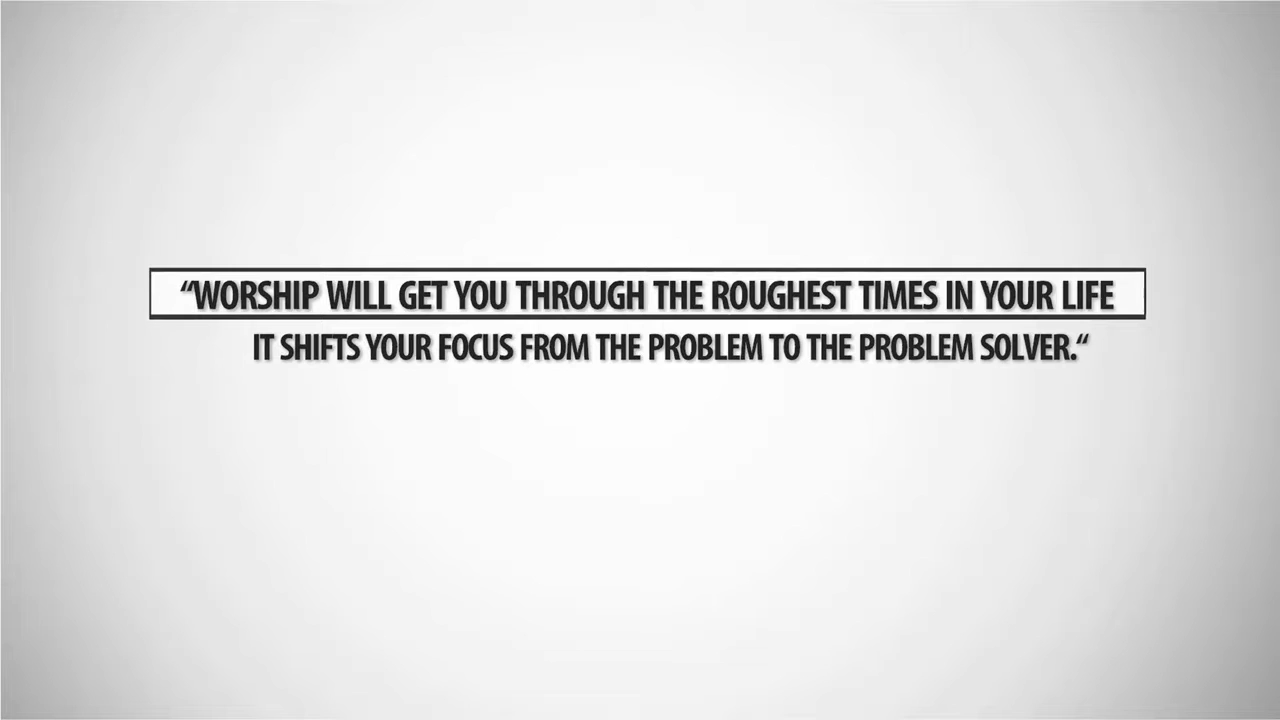 “WORSHIP WILL GET YOU THROUGH THE ROUGHEST TIMES IN YOUR LIFE
IT SHIFTS YOUR FOCUS FROM THE PROBLEM TO THE PROBLEM SOLVER.“